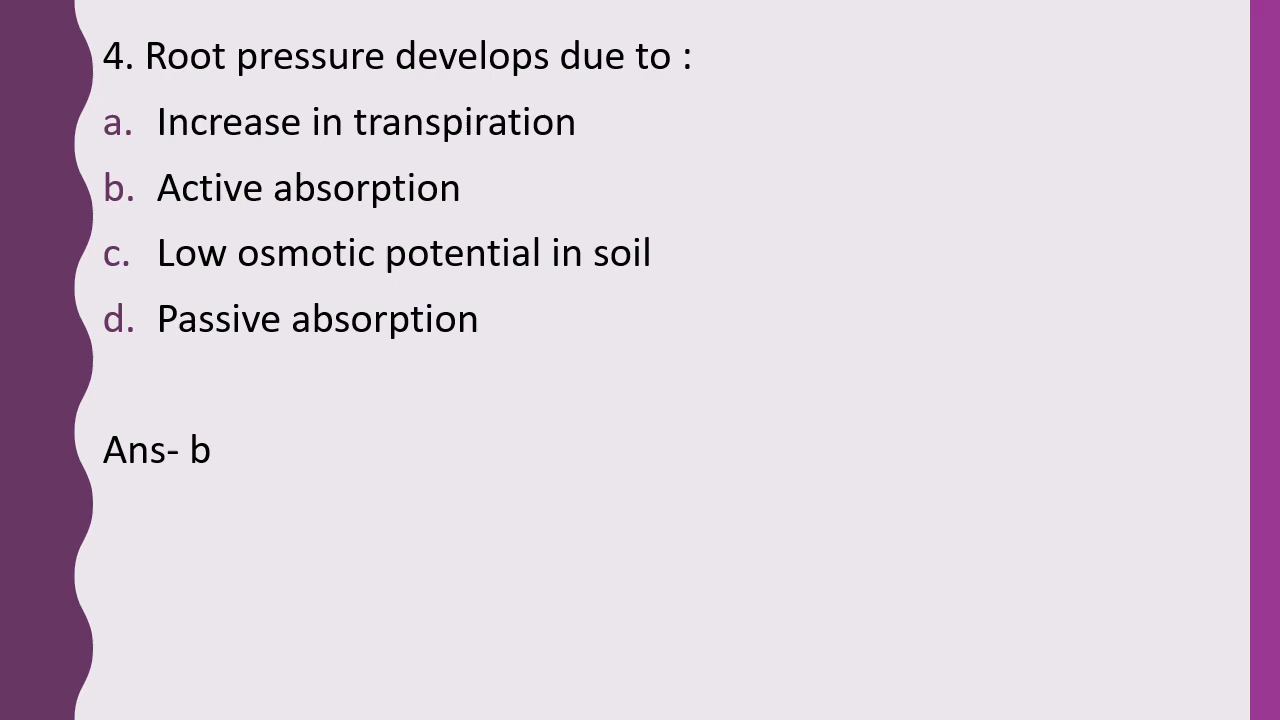 4. Root pressure develops due to :
a. Increase in transpiration
b. Active absorption
c. Low osmotic potential in soil
d. Passive absorption
Ans- b